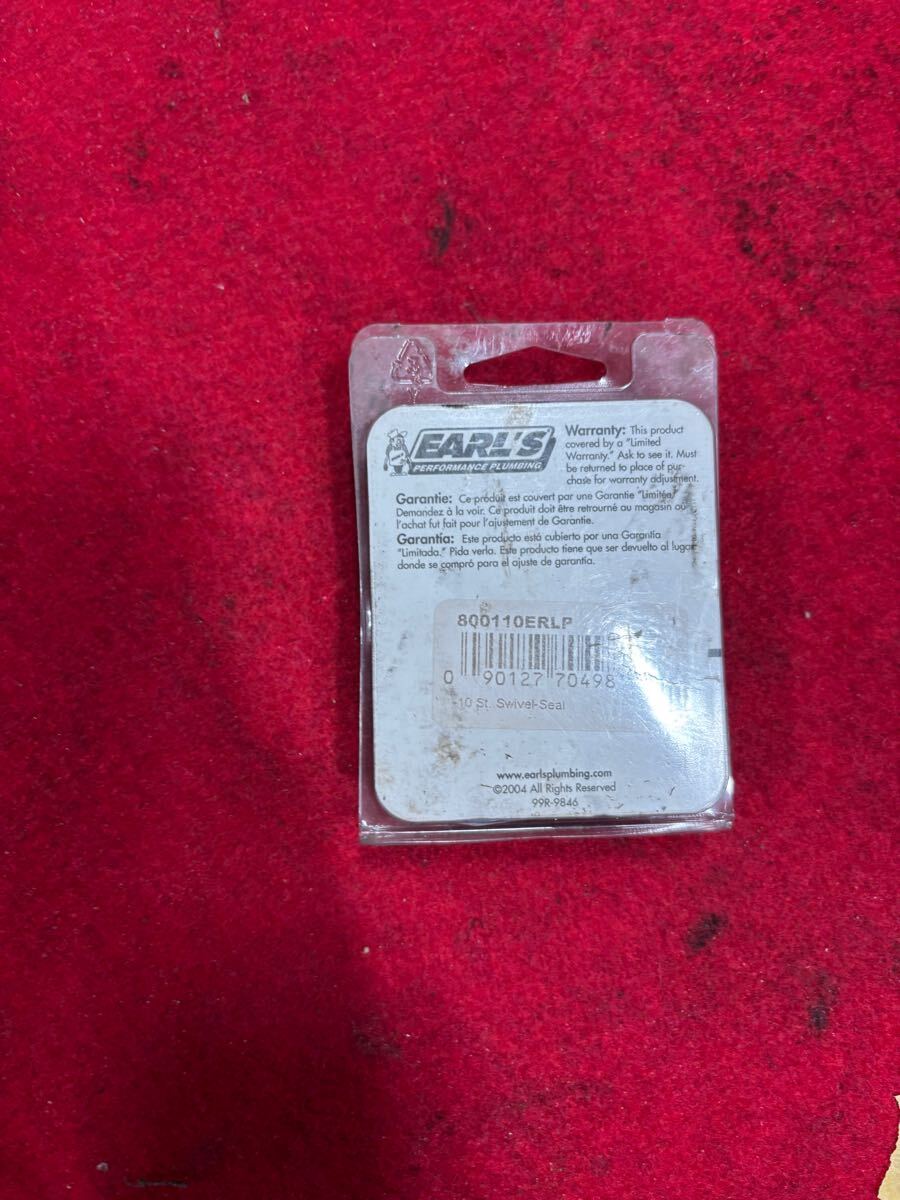 EARL'S
PERFORMANCE PLUMBING
Warranty: This product
covered by a "Limited
Warranty." Ask to see it. Must
be returned to place of pur-
chase for warranty adjustment.
Garantie: Ce produit est couvert par une Garantie "Limitéa"
Demandez à la voir. Ce produit doit être retourné au magasin où
l'achat fut fait pour l'ajustement de Garantie.
Garantía: Este producto está cubierto por una Garantía
"Limitada." Pida verla. Este producto tiene que ser devuelto al lugar
donde se compró para el ajuste de garantía.
800110ERLP
0 90127 70498
-10 St. Swivel-Seal
www.earlsplumbing.com
©2004 All Rights Reserved
99R-9846